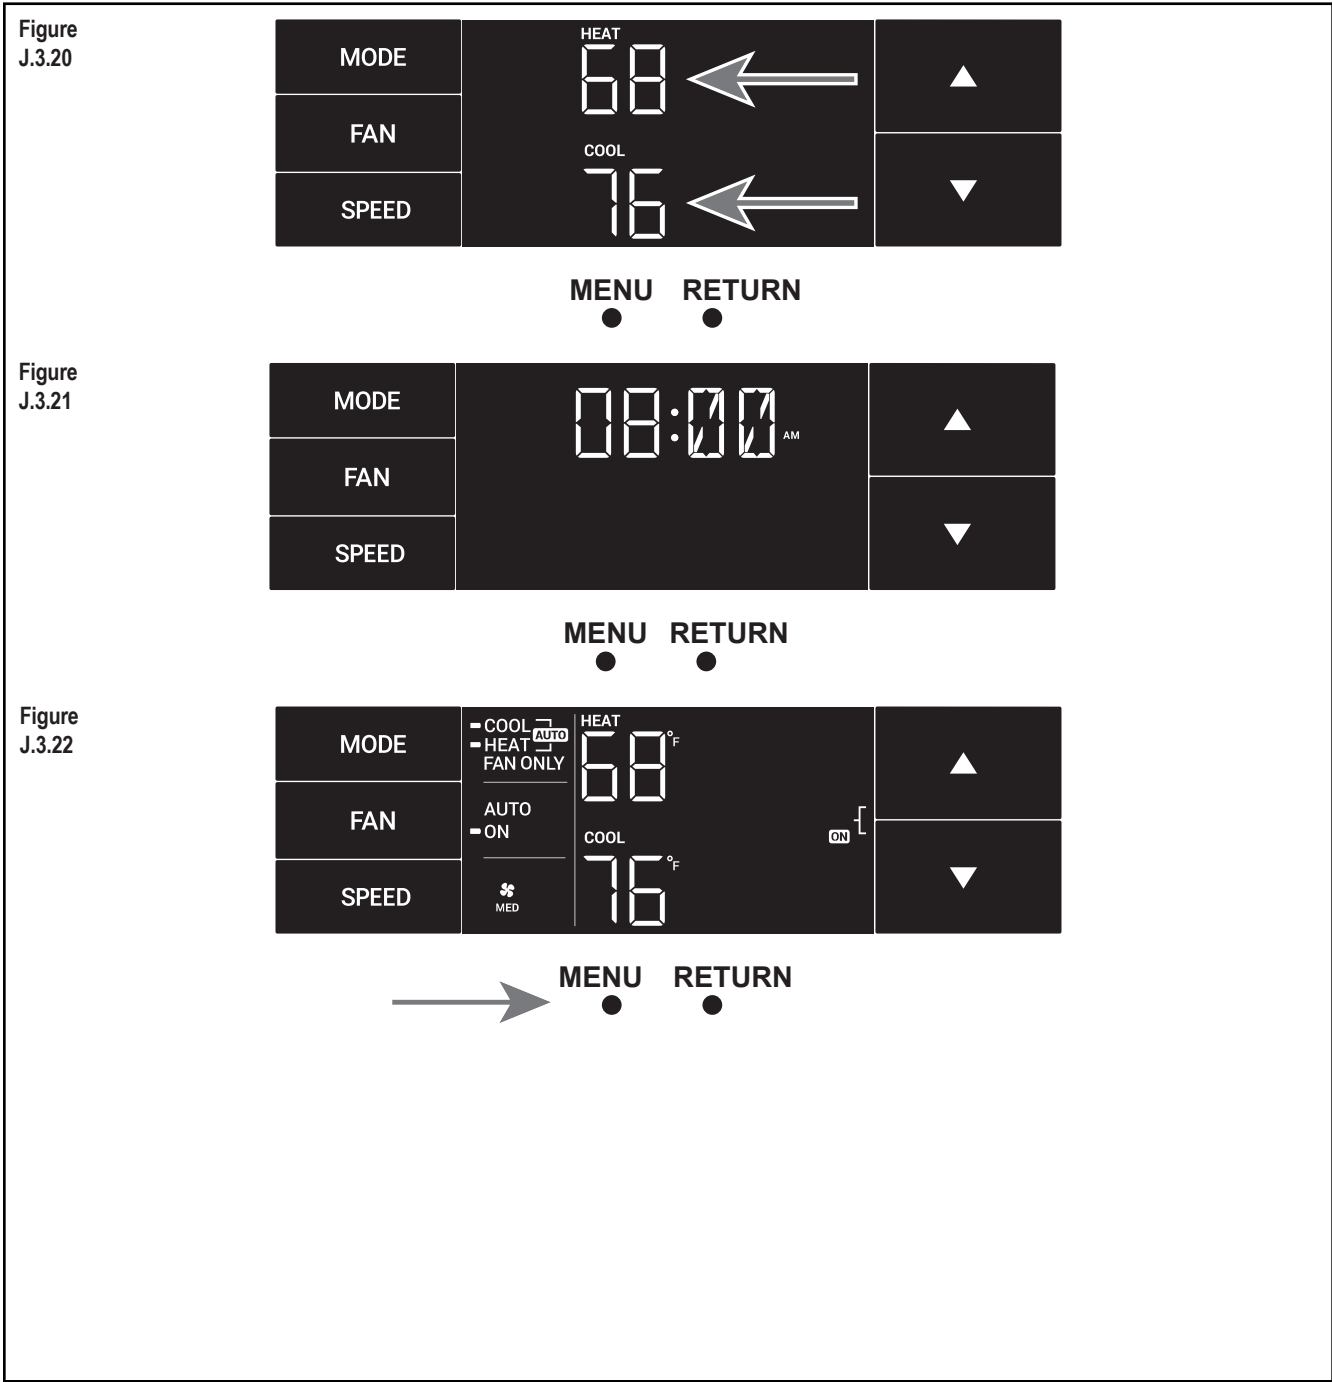 Figure
J.3.20
MODE
FAN
SPEED
HEAT
68
COOL
76
▲
▼
MENU RETURN
Figure
J.3.21
MODE
FAN
SPEED
08:00 AM
▲
▼
MENU RETURN
Figure
J.3.22
MODE
FAN
SPEED
COOL
HEAT
AUTO
FAN ONLY
AUTO
ON
MED
HEAT
68°F
COOL
76°F
ON
▲
▼
MENU RETURN